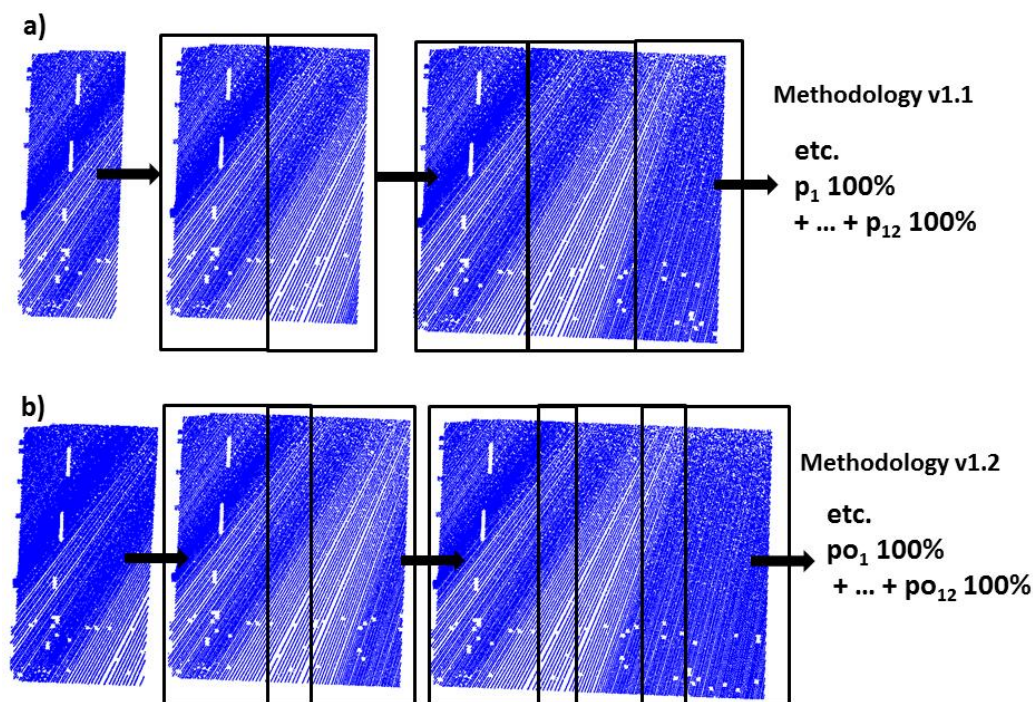 a)
Methodology v1.1
etc.
p₁ 100%
+ ... + p₁₂ 100%
b)
Methodology v1.2
etc.
po₁ 100%
+ ... + po₁₂ 100%